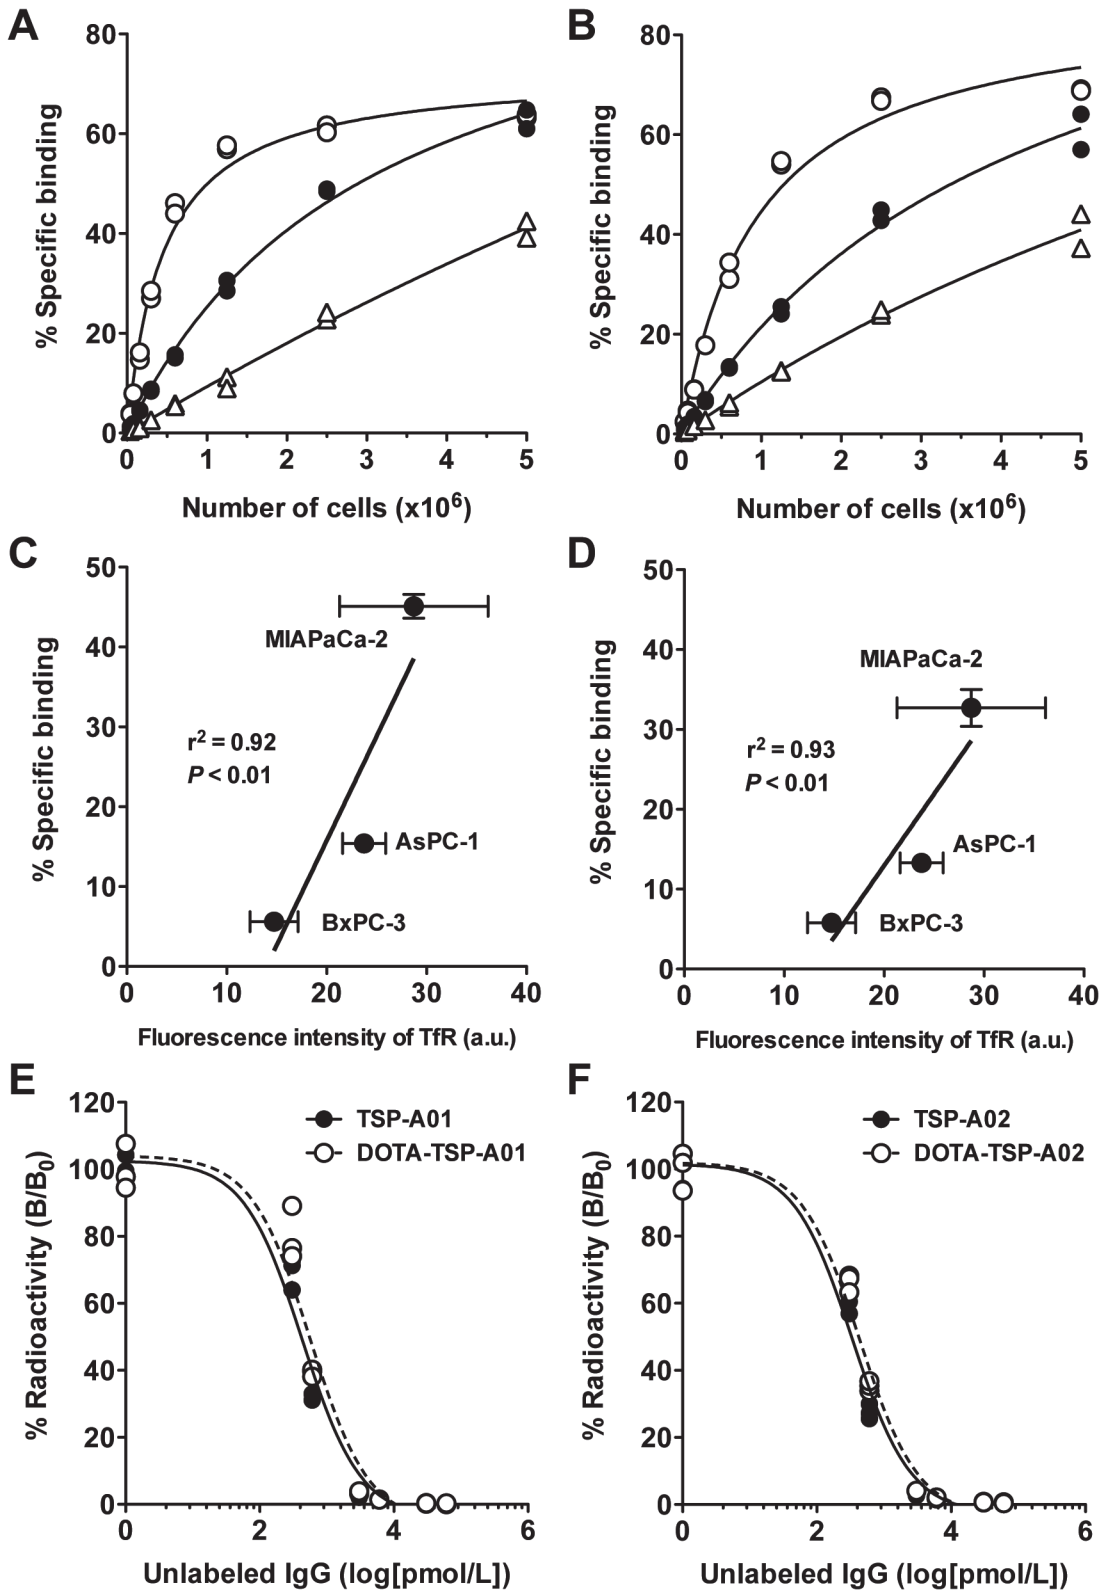 A
B
80
60
40
20
0
% Specific binding
0 1 2 3 4 5
Number of cells (x10⁶)
80
60
40
20
0
% Specific binding
0 1 2 3 4 5
Number of cells (x10⁶)
C
D
50
40
30
20
10
0
% Specific binding
MIAPaCa-2
r² = 0.92
P < 0.01
AsPC-1
BxPC-3
0 10 20 30 40
Fluorescence intensity of TfR (a.u.)
50
40
30
20
10
0
% Specific binding
MIAPaCa-2
r² = 0.93
P < 0.01
AsPC-1
BxPC-3
0 10 20 30 40
Fluorescence intensity of TfR (a.u.)
E
F
120
100
80
60
40
20
0
% Radioactivity (B/B₀)
TSP-A01
DOTA-TSP-A01
0 2 4 6
Unlabeled IgG (log[pmol/L])
120
100
80
60
40
20
0
% Radioactivity (B/B₀)
TSP-A02
DOTA-TSP-A02
0 2 4 6
Unlabeled IgG (log[pmol/L])